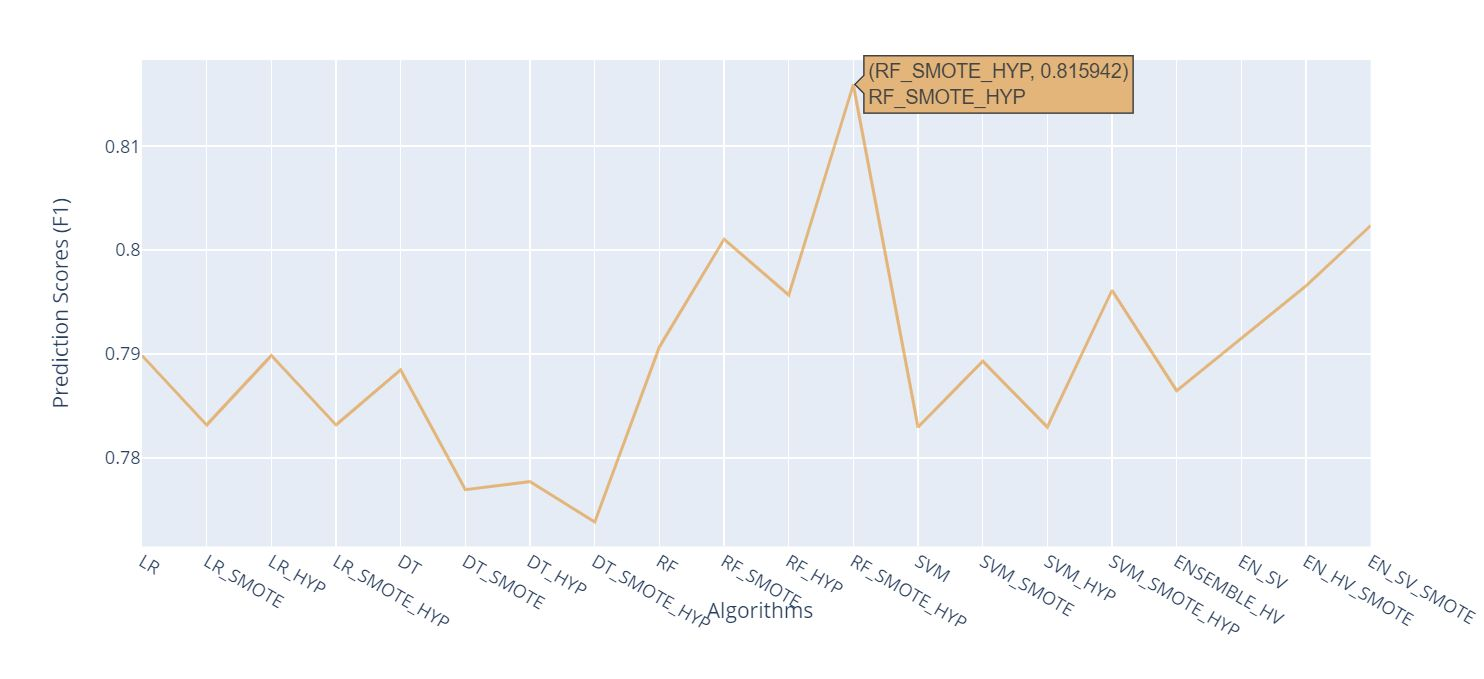 (RF_SMOTE_HYP, 0.815942)
RF_SMOTE_HYP
0.81
0.8
0.79
0.78
Prediction Scores (F1)
LR
LR_SMOTE
LR_HYP
LR_SMOTE_HYP
DT
DT_SMOTE
DT_HYP
DT_SMOTE_HYP
RF
RF_SMOTE
RF_HYP
RF_SMOTE_HYP
SVM
SVM_SMOTE
SVM_HYP
SVM_SMOTE_HYP
ENSEMBLE_HV
EN_SV
EN_HV_SMOTE
EN_SV_SMOTE
Algorithms